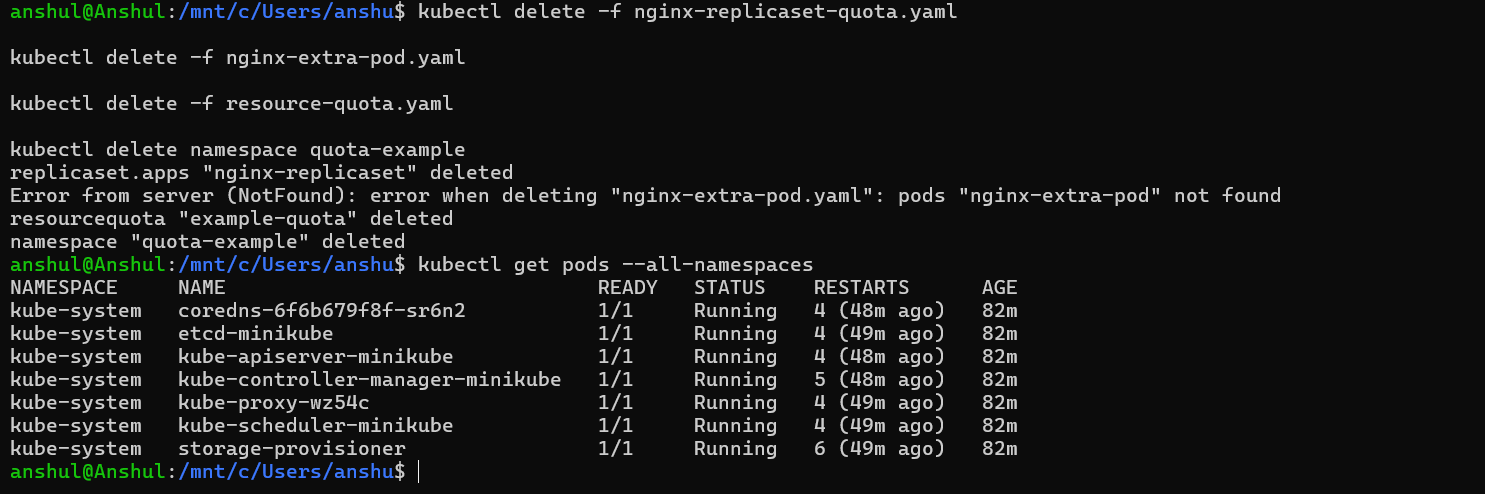 anshul@Anshul:/mnt/c/Users/anshu$ kubectl delete -f nginx-replicaset-quota.yaml
kubectl delete -f nginx-extra-pod.yaml
kubectl delete -f resource-quota.yaml
kubectl delete namespace quota-example
replicaset.apps "nginx-replicaset" deleted
Error from server (NotFound): error when deleting "nginx-extra-pod.yaml": pods "nginx-extra-pod" not found
resourcequota "example-quota" deleted
namespace "quota-example" deleted
anshul@Anshul:/mnt/c/Users/anshu$ kubectl get pods --all-namespaces
NAMESPACE     NAME                               READY   STATUS    RESTARTS      AGE
kube-system   coredns-6f6b679f8f-sr6n2           1/1     Running   4 (48m ago)   82m
kube-system   etcd-minikube                      1/1     Running   4 (49m ago)   82m
kube-system   kube-apiserver-minikube            1/1     Running   4 (48m ago)   82m
kube-system   kube-controller-manager-minikube   1/1     Running   5 (48m ago)   82m
kube-system   kube-proxy-wz54c                   1/1     Running   4 (49m ago)   82m
kube-system   kube-scheduler-minikube            1/1     Running   4 (49m ago)   82m
kube-system   storage-provisioner                1/1     Running   6 (49m ago)   82m
anshul@Anshul:/mnt/c/Users/anshu$